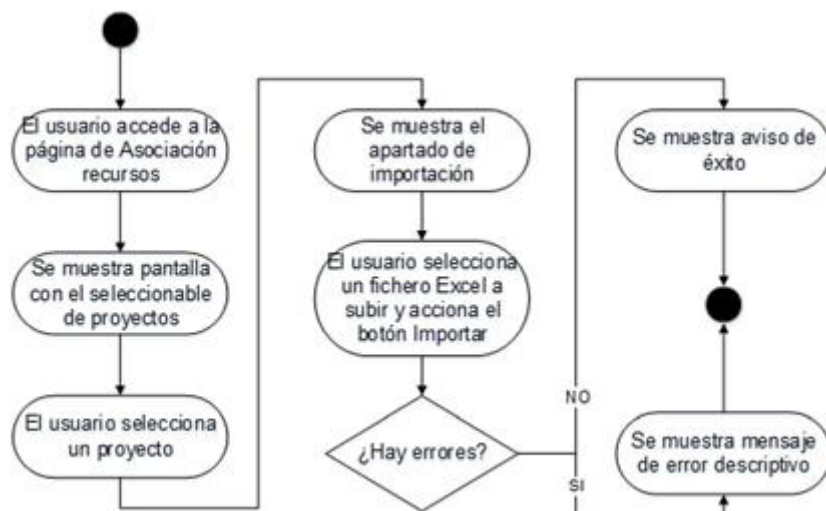 El usuario accede a la
página de Asociación
recursos
Se muestra pantalla
con el seleccionable
de proyectos
El usuario selecciona
un proyecto
Se muestra el
apartado de
importación
El usuario selecciona
un fichero Excel a
subir y acciona el
botón Importar
¿Hay errores?
NO
SI
Se muestra aviso de
éxito
Se muestra mensaje
de error descriptivo